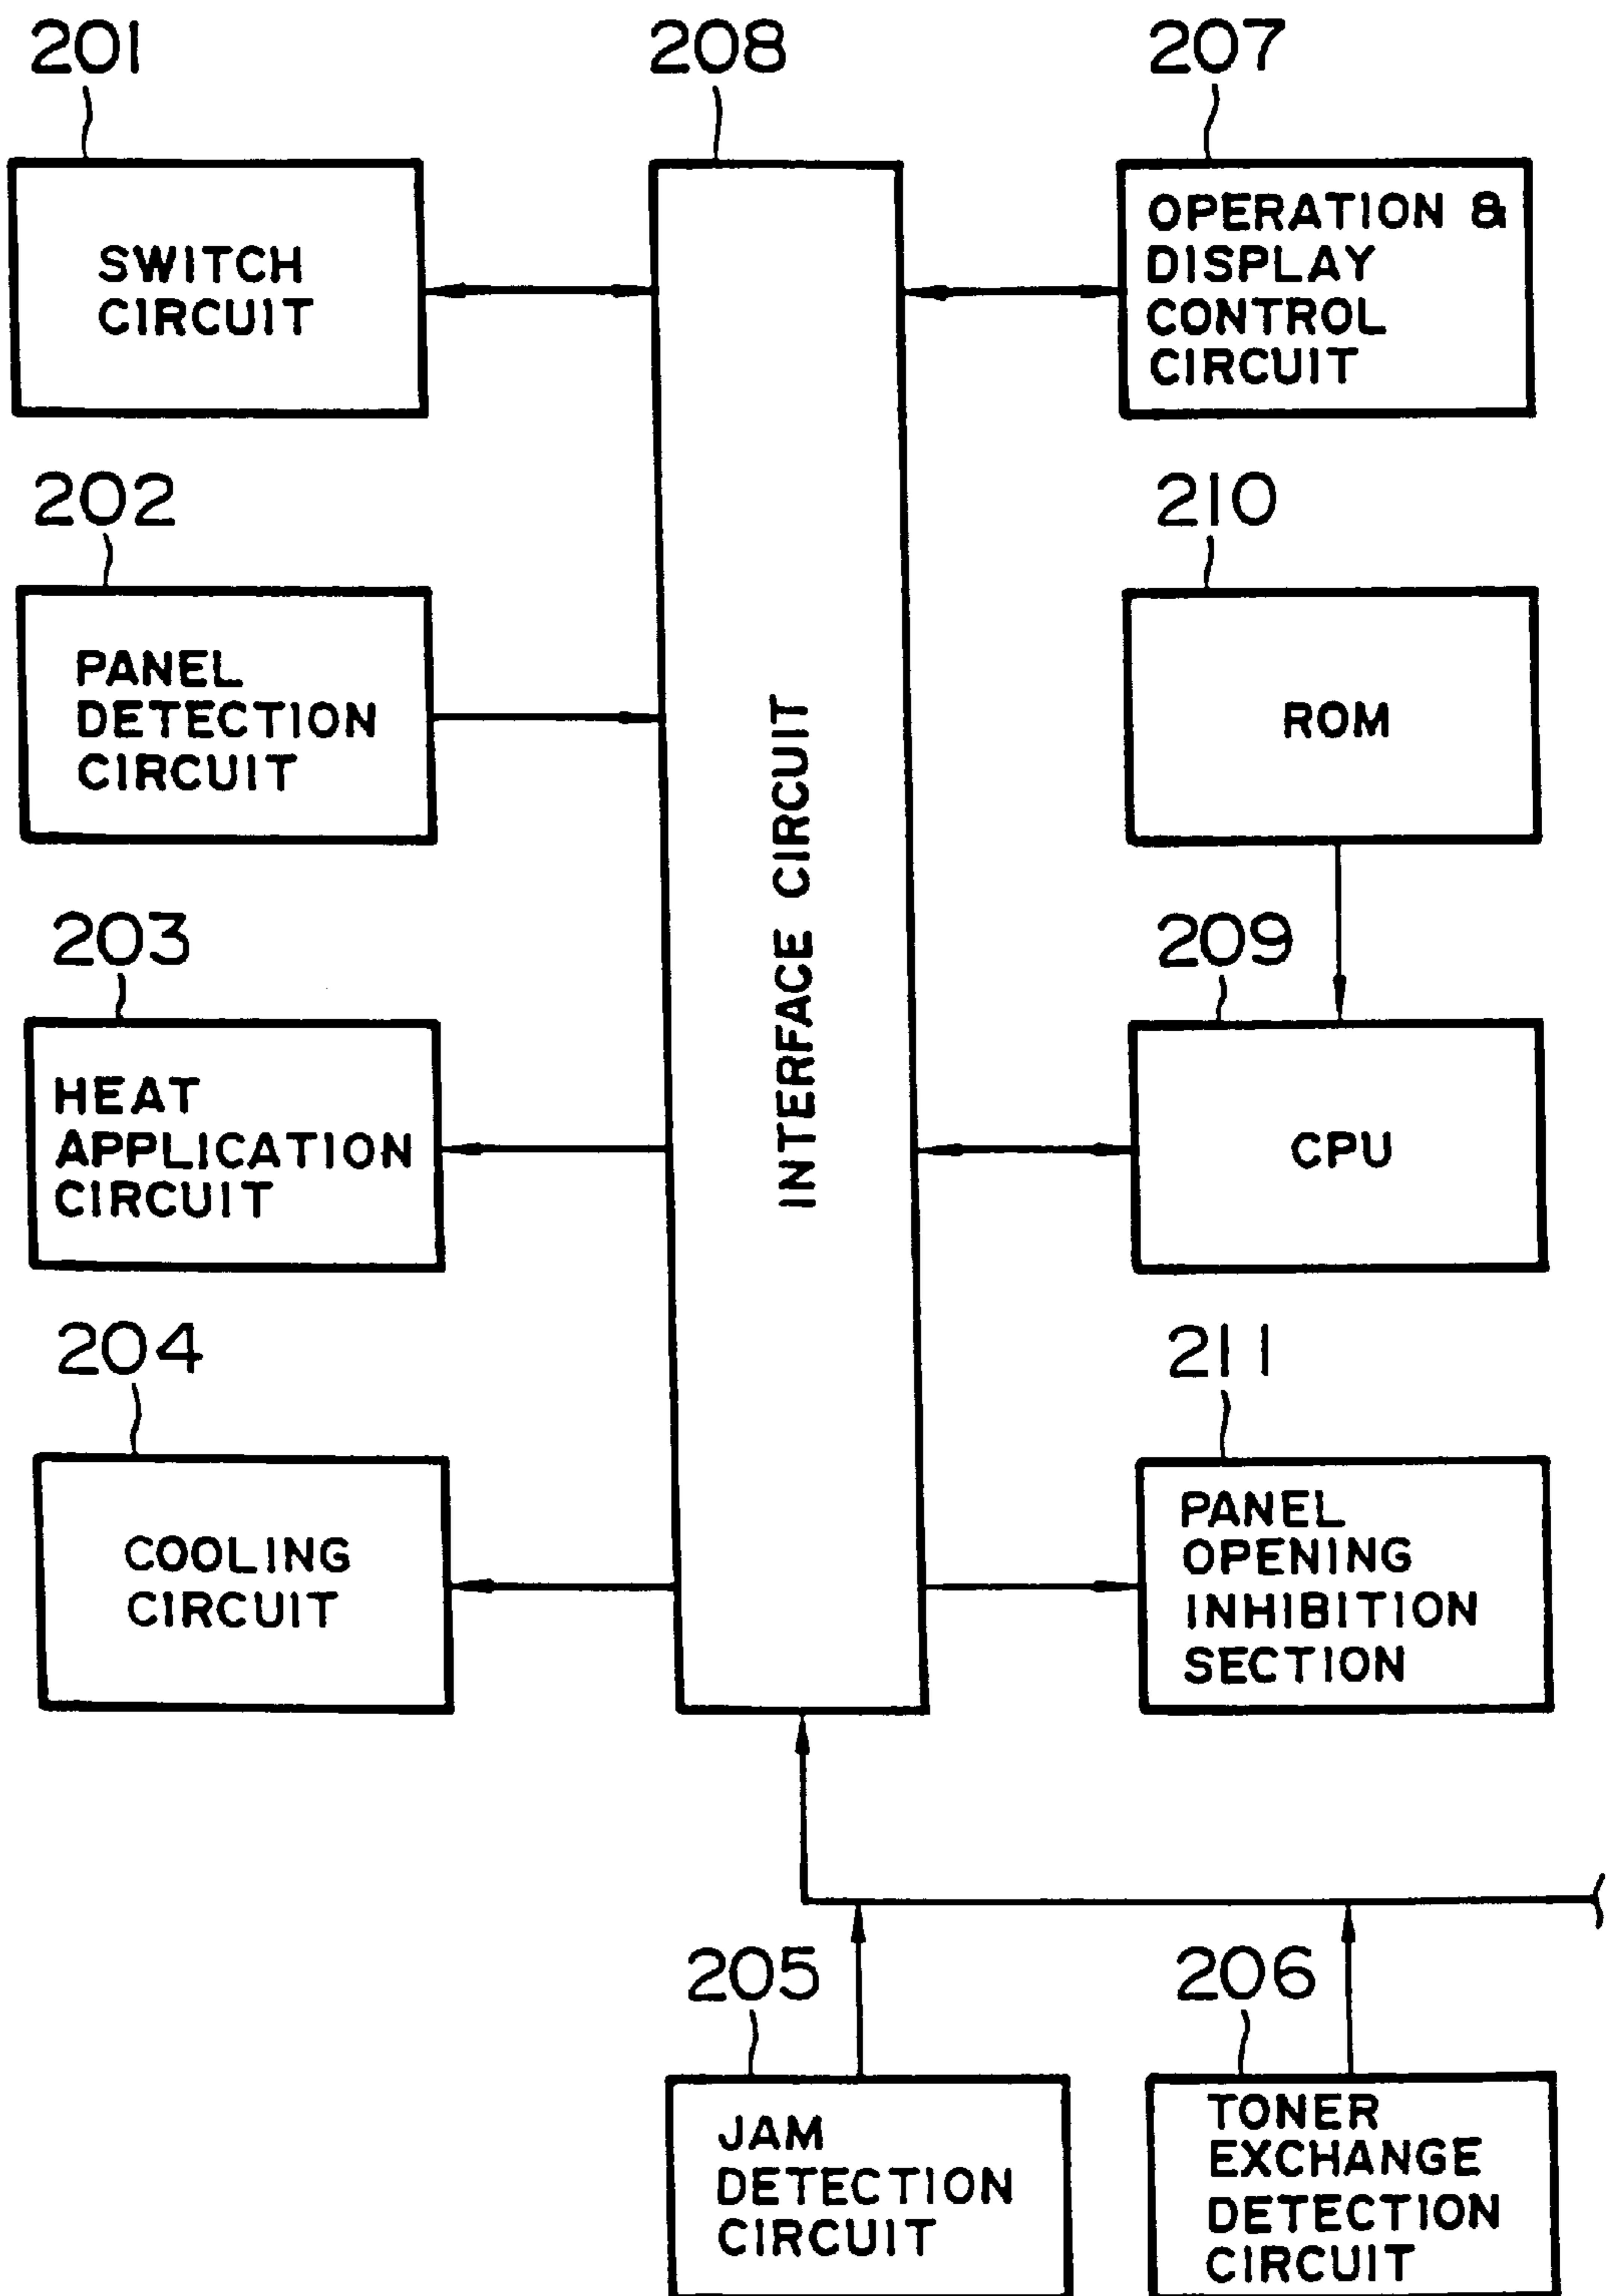 201
SWITCH
CIRCUIT
208
INTERFACE CIRCUIT
207
OPERATION &
DISPLAY
CONTROL
CIRCUIT
202
PANEL
DETECTION
CIRCUIT
210
ROM
203
HEAT
APPLICATION
CIRCUIT
209
CPU
204
COOLING
CIRCUIT
211
PANEL
OPENING
INHIBITION
SECTION
205
JAM
DETECTION
CIRCUIT
206
TONER
EXCHANGE
DETECTION
CIRCUIT